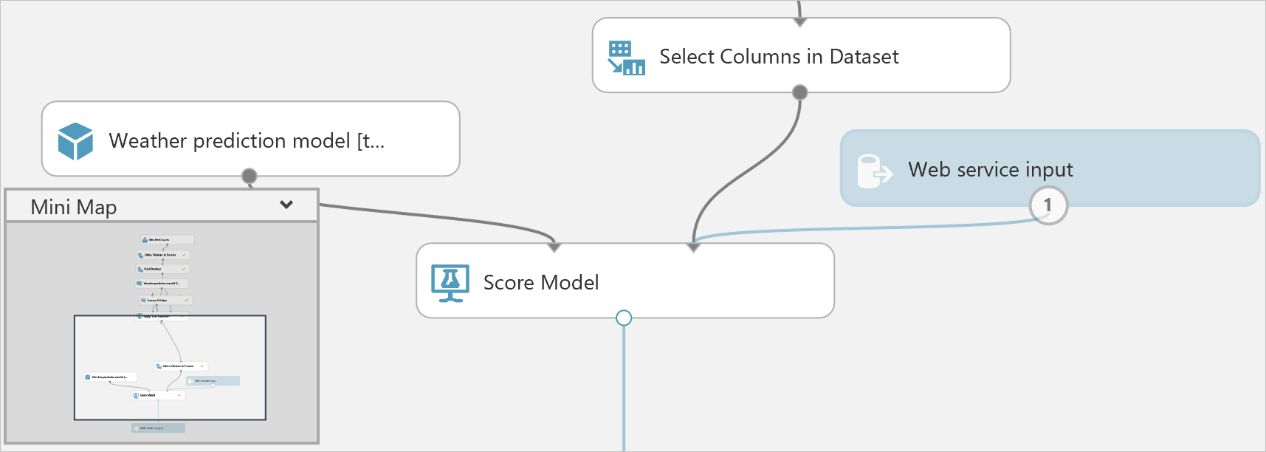 Select Columns in Dataset
Weather prediction model [t...
Web service input
1
Mini Map
Score Model